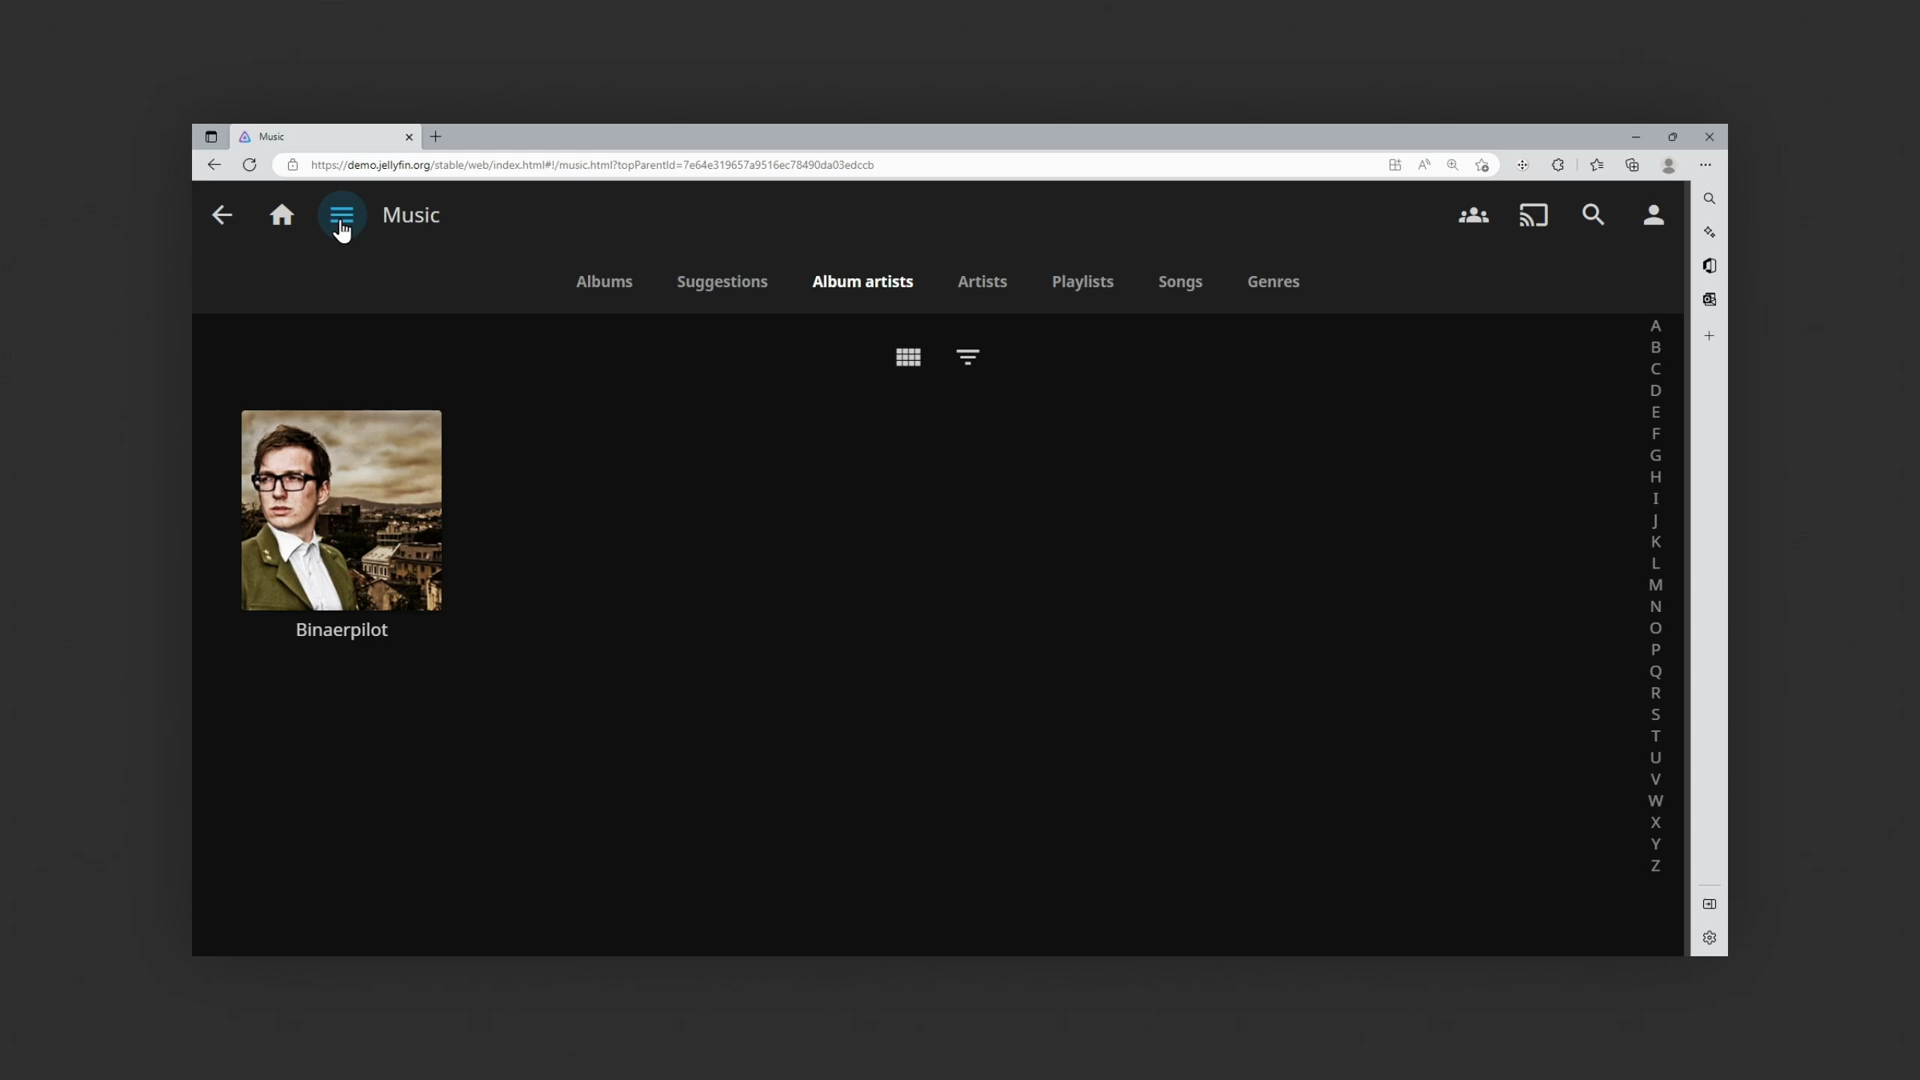 Music
https://demo.jellyfin.org/stable/web/index.html#!/music.html?topParentId=7e64e319657a9516ec78490da03edccb
Music
Albums Suggestions Album artists Artists Playlists Songs Genres
A
B
C
D
E
F
G
H
I
J
K
L
M
N
O
P
Q
R
S
T
U
V
W
X
Y
Z
Binaerpilot